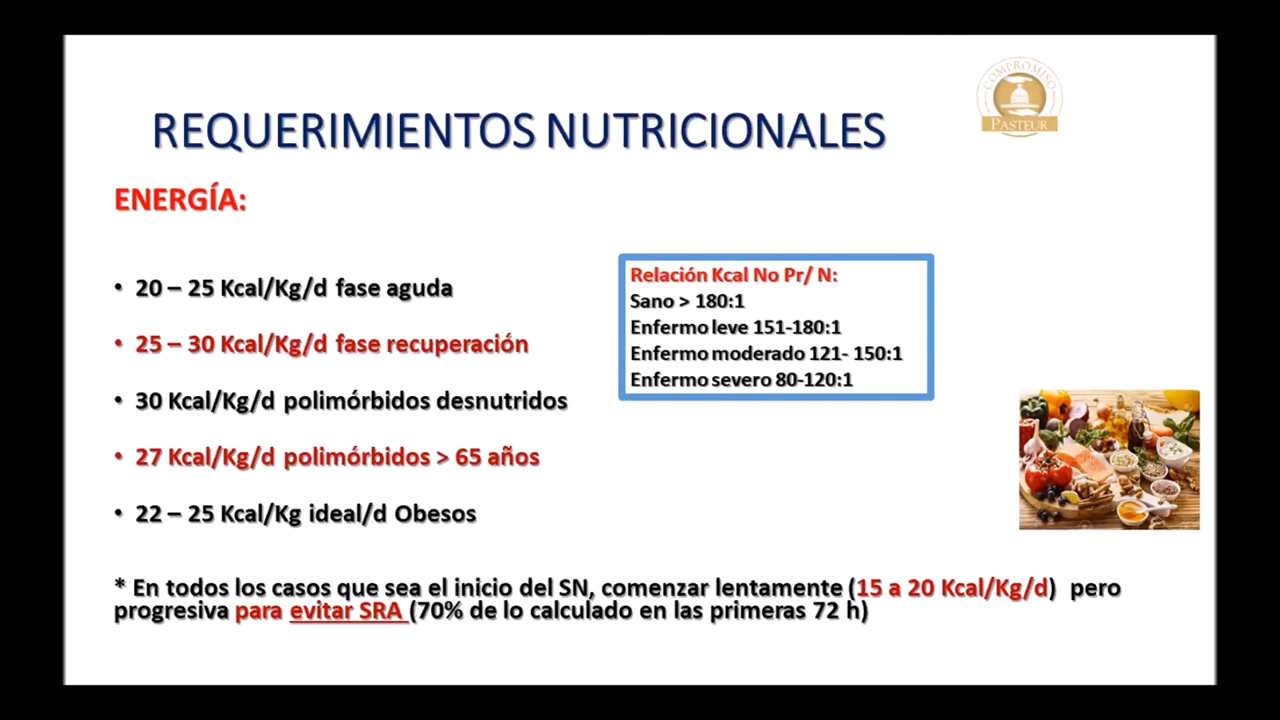 COMPROMISO
PASTEUR
REQUERIMIENTOS NUTRICIONALES
ENERGÍA:
• 20 – 25 Kcal/Kg/d fase aguda
• 25 – 30 Kcal/Kg/d fase recuperación
• 30 Kcal/Kg/d polimórbidos desnutridos
• 27 Kcal/Kg/d polimórbidos > 65 años
• 22 – 25 Kcal/Kg ideal/d Obesos
Relación Kcal No Pr/ N:
Sano > 180:1
Enfermo leve 151-180:1
Enfermo moderado 121- 150:1
Enfermo severo 80-120:1
* En todos los casos que sea el inicio del SN, comenzar lentamente (15 a 20 Kcal/Kg/d) pero
progresiva para evitar SRA (70% de lo calculado en las primeras 72 h)